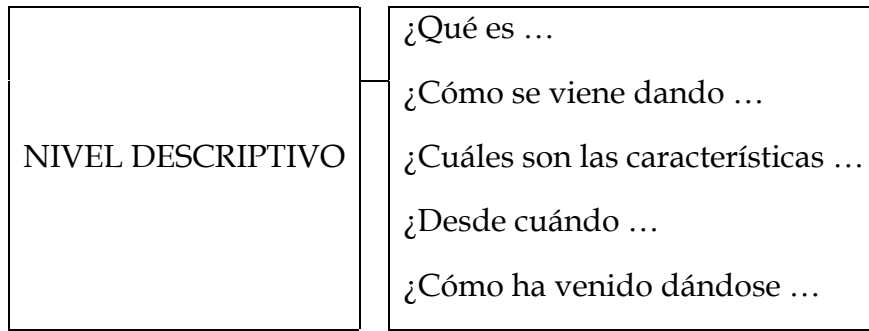 NIVEL DESCRIPTIVO
¿Qué es …
¿Cómo se viene dando …
¿Cuáles son las características …
¿Desde cuándo …
¿Cómo ha venido dándose …